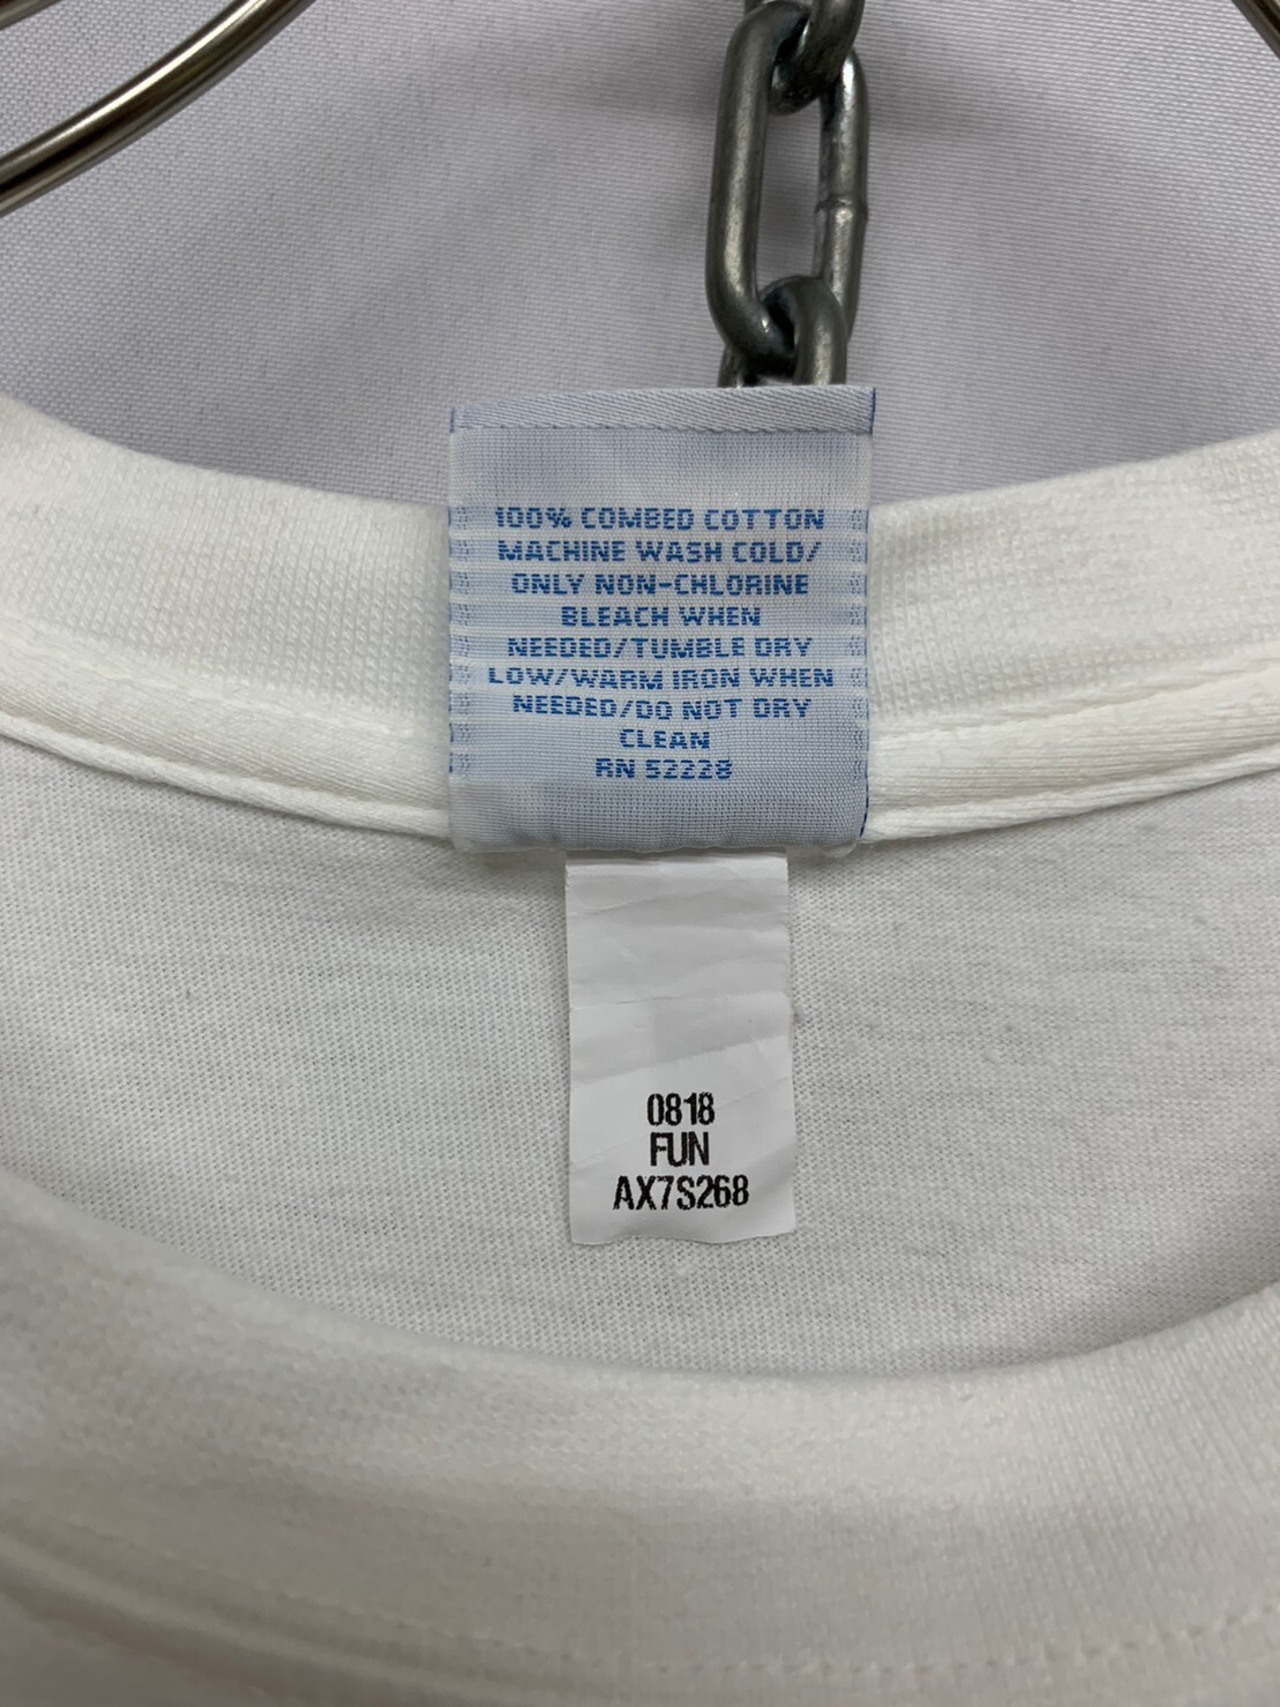 100% COMBED COTTON
MACHINE WASH COLD/
ONLY NON-CHLORINE
BLEACH WHEN
NEEDED/TUMBLE DRY
LOW/WARM IRON WHEN
NEEDED/DO NOT DRY
CLEAN
RN 52228
0818
FUN
AX7S268